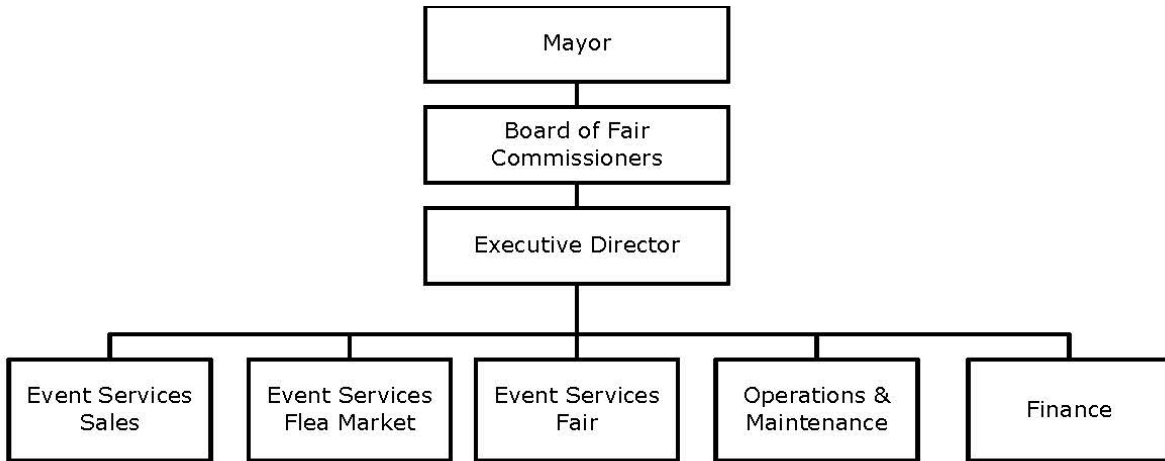 Mayor
Board of Fair
Commissioners
Executive Director
Event Services
Sales
Event Services
Flea Market
Event Services
Fair
Operations &
Maintenance
Finance